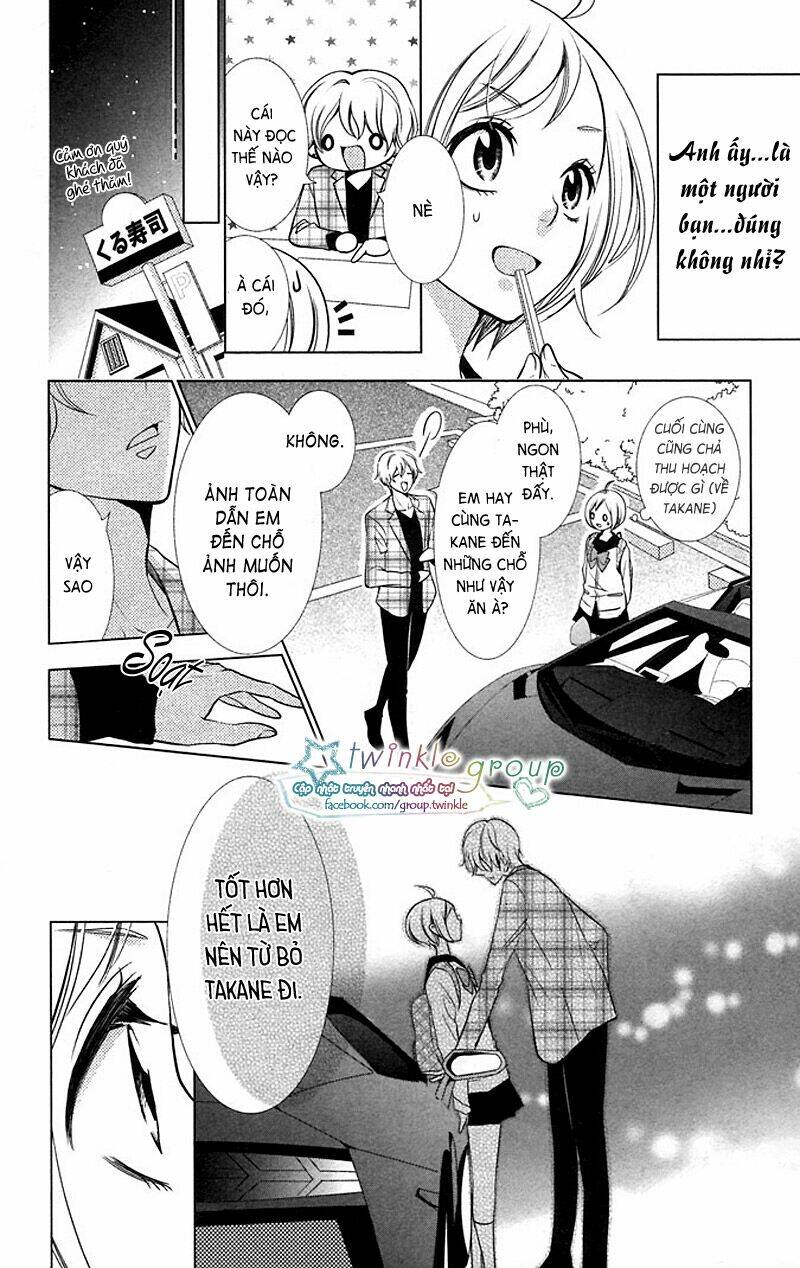 Anh ấy...là
một người
bạn...đúng
không nhỉ?
NÈ
CÁI
NÀY ĐỌC
THẾ NÀO
VẬY?
À CÁI
ĐÓ,
Cảm ơn quý
khách đã
ghé thăm!
くる寿司
P
CUỐI CÙNG
CŨNG CHẢ
THU HOẠCH
ĐƯỢC GÌ (VỀ
TAKANE)
PHÙ,
NGON
THẬT
ĐẤY.
EM HAY
CÙNG TA-
KANE ĐẾN
NHỮNG CHỖ
NHƯ VẬY
ĂN À?
KHÔNG.
ẢNH TOÀN
DẪN EM
ĐẾN CHỖ
ẢNH MUỐN
THÔI.
VẬY
SAO
Soạt
twinkle group
Cập nhật truyện nhanh nhất tại
facebook.com/group.twinkle
TỐT HƠN
HẾT LÀ EM
NÊN TỪ BỎ
TAKANE ĐI.